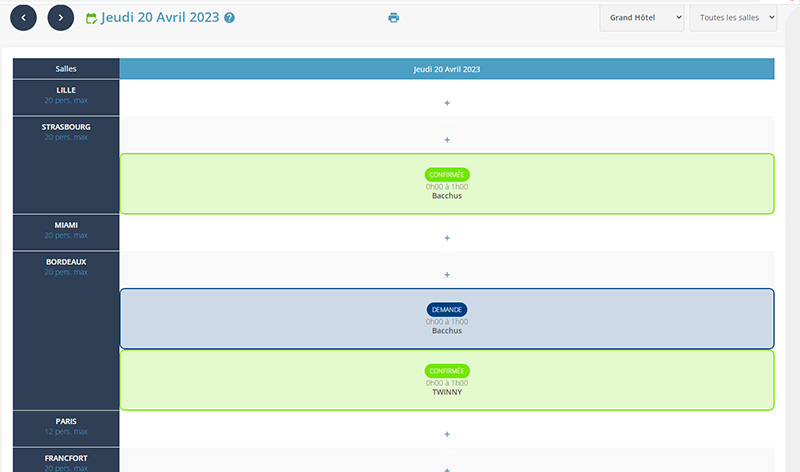 Jeudi 20 Avril 2023 ?
Grand Hôtel
Toutes les salles
Salles
Jeudi 20 Avril 2023
LILLE
20 pers. max
+
STRASBOURG
20 pers. max
+
CONFIRMÉE
0h00 à 1h00
Bacchus
MIAMI
20 pers. max
+
BORDEAUX
20 pers. max
+
DEMANDE
0h00 à 1h00
Bacchus
CONFIRMÉE
0h00 à 1h00
TWINNY
PARIS
12 pers. max
+
FRANCFORT
20 pers. max
+